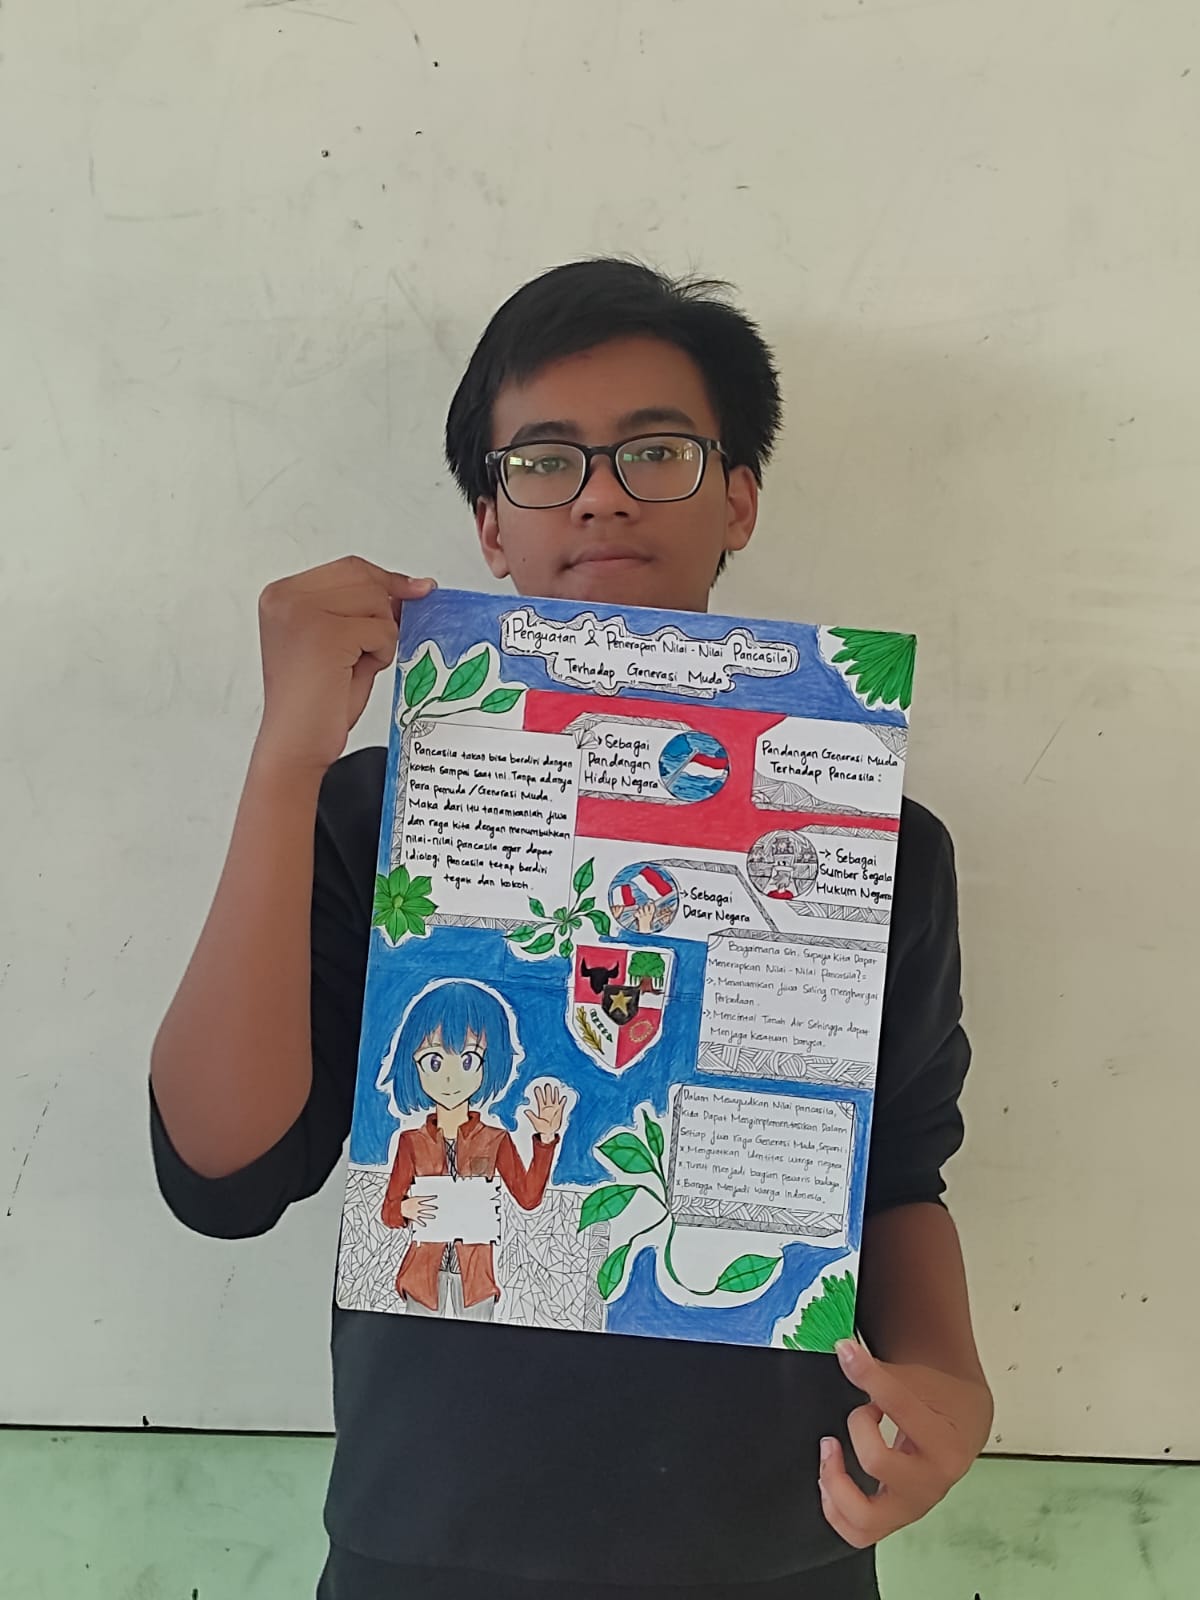 Penguatan & Penerapan Nilai-Nilai Pancasila
Terhadap Generasi Muda
Pancasila takan bisa berdiri dengan
kokoh sampai saat ini. Tanpa adanya
Para pemuda/Generasi Muda.
Maka dari itu tanamkanlah jiwa
dan raga kita dengan menumbuhkan
nilai-nilai pancasila agar dapat
Idiologi pancasila tetap berdiri
tegak dan kokoh.
→ Sebagai
Pandangan
Hidup Negara
Pandangan Generasi Muda
Terhadap Pancasila:
→ Sebagai
Sumber Segala
Hukum Negara
→ Sebagai
Dasar Negara
Bagaimana sih, Supaya Kita Dapat
Menerapkan Nilai-Nilai Pancasila?=
→ Menanamkan Jiwa Saling menghargai
Perbedaan.
→ Mencintai Tanah Air Sehingga dapat
Menjaga Kesatuan bangsa.
Dalam Mewujudkan Nilai pancasila,
Kita Dapat Mengimplementasikan Dalam
Setiap jiwa raga Generasi Muda, Seperti:
*. Menguatkan identitas warga negara.
*. Turut Menjadi bagian pewaris budaya.
*. Bangga Menjadi warga Indonesia.